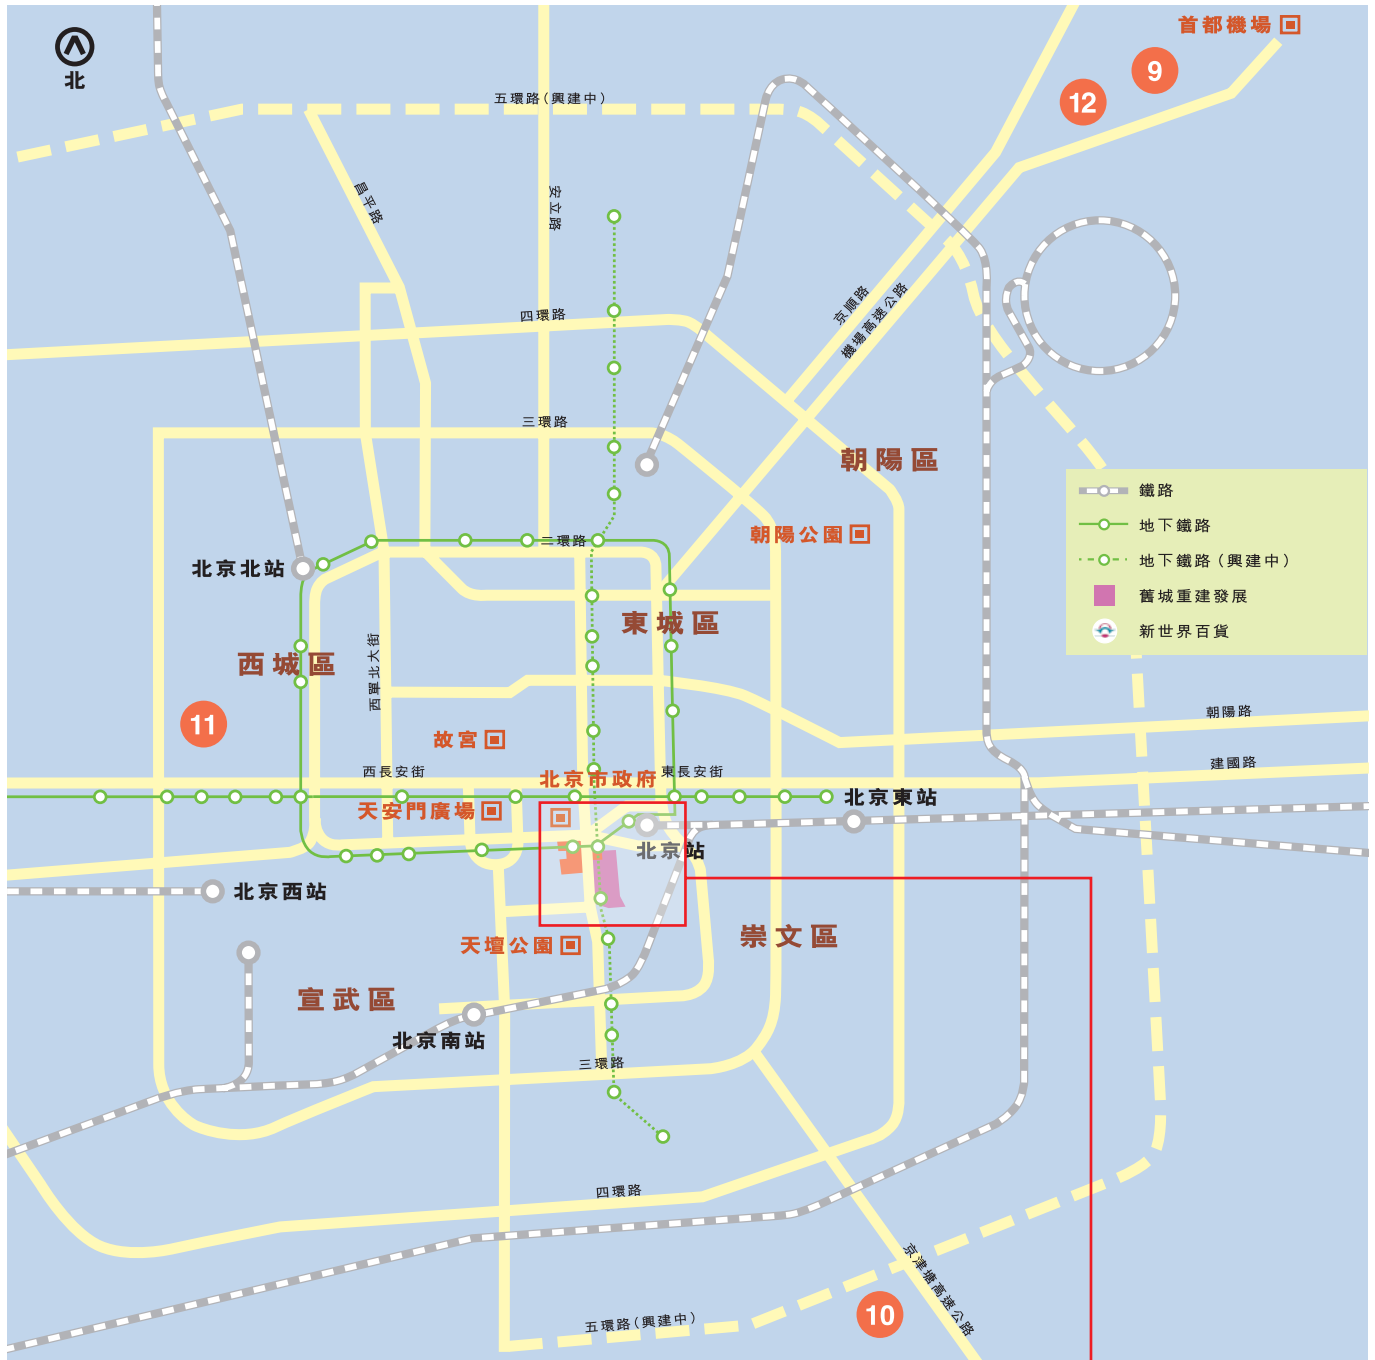 首都機場
北
9
12
五環路(興建中)
昌平路
安立路
京順路
機場高速公路
四環路
三環路
朝陽區
鐵路
地下鐵路
地下鐵路(興建中)
舊城重建發展
新世界百貨
朝陽公園
二環路
北京北站
東城區
西城區
西單北大街
11
故宮
朝陽路
建國路
西長安街
北京市政府
東長安街
天安門廣場
北京東站
北京站
北京西站
天壇公園
崇文區
宣武區
北京南站
三環路
四環路
京津塘高速公路
10
五環路(興建中)